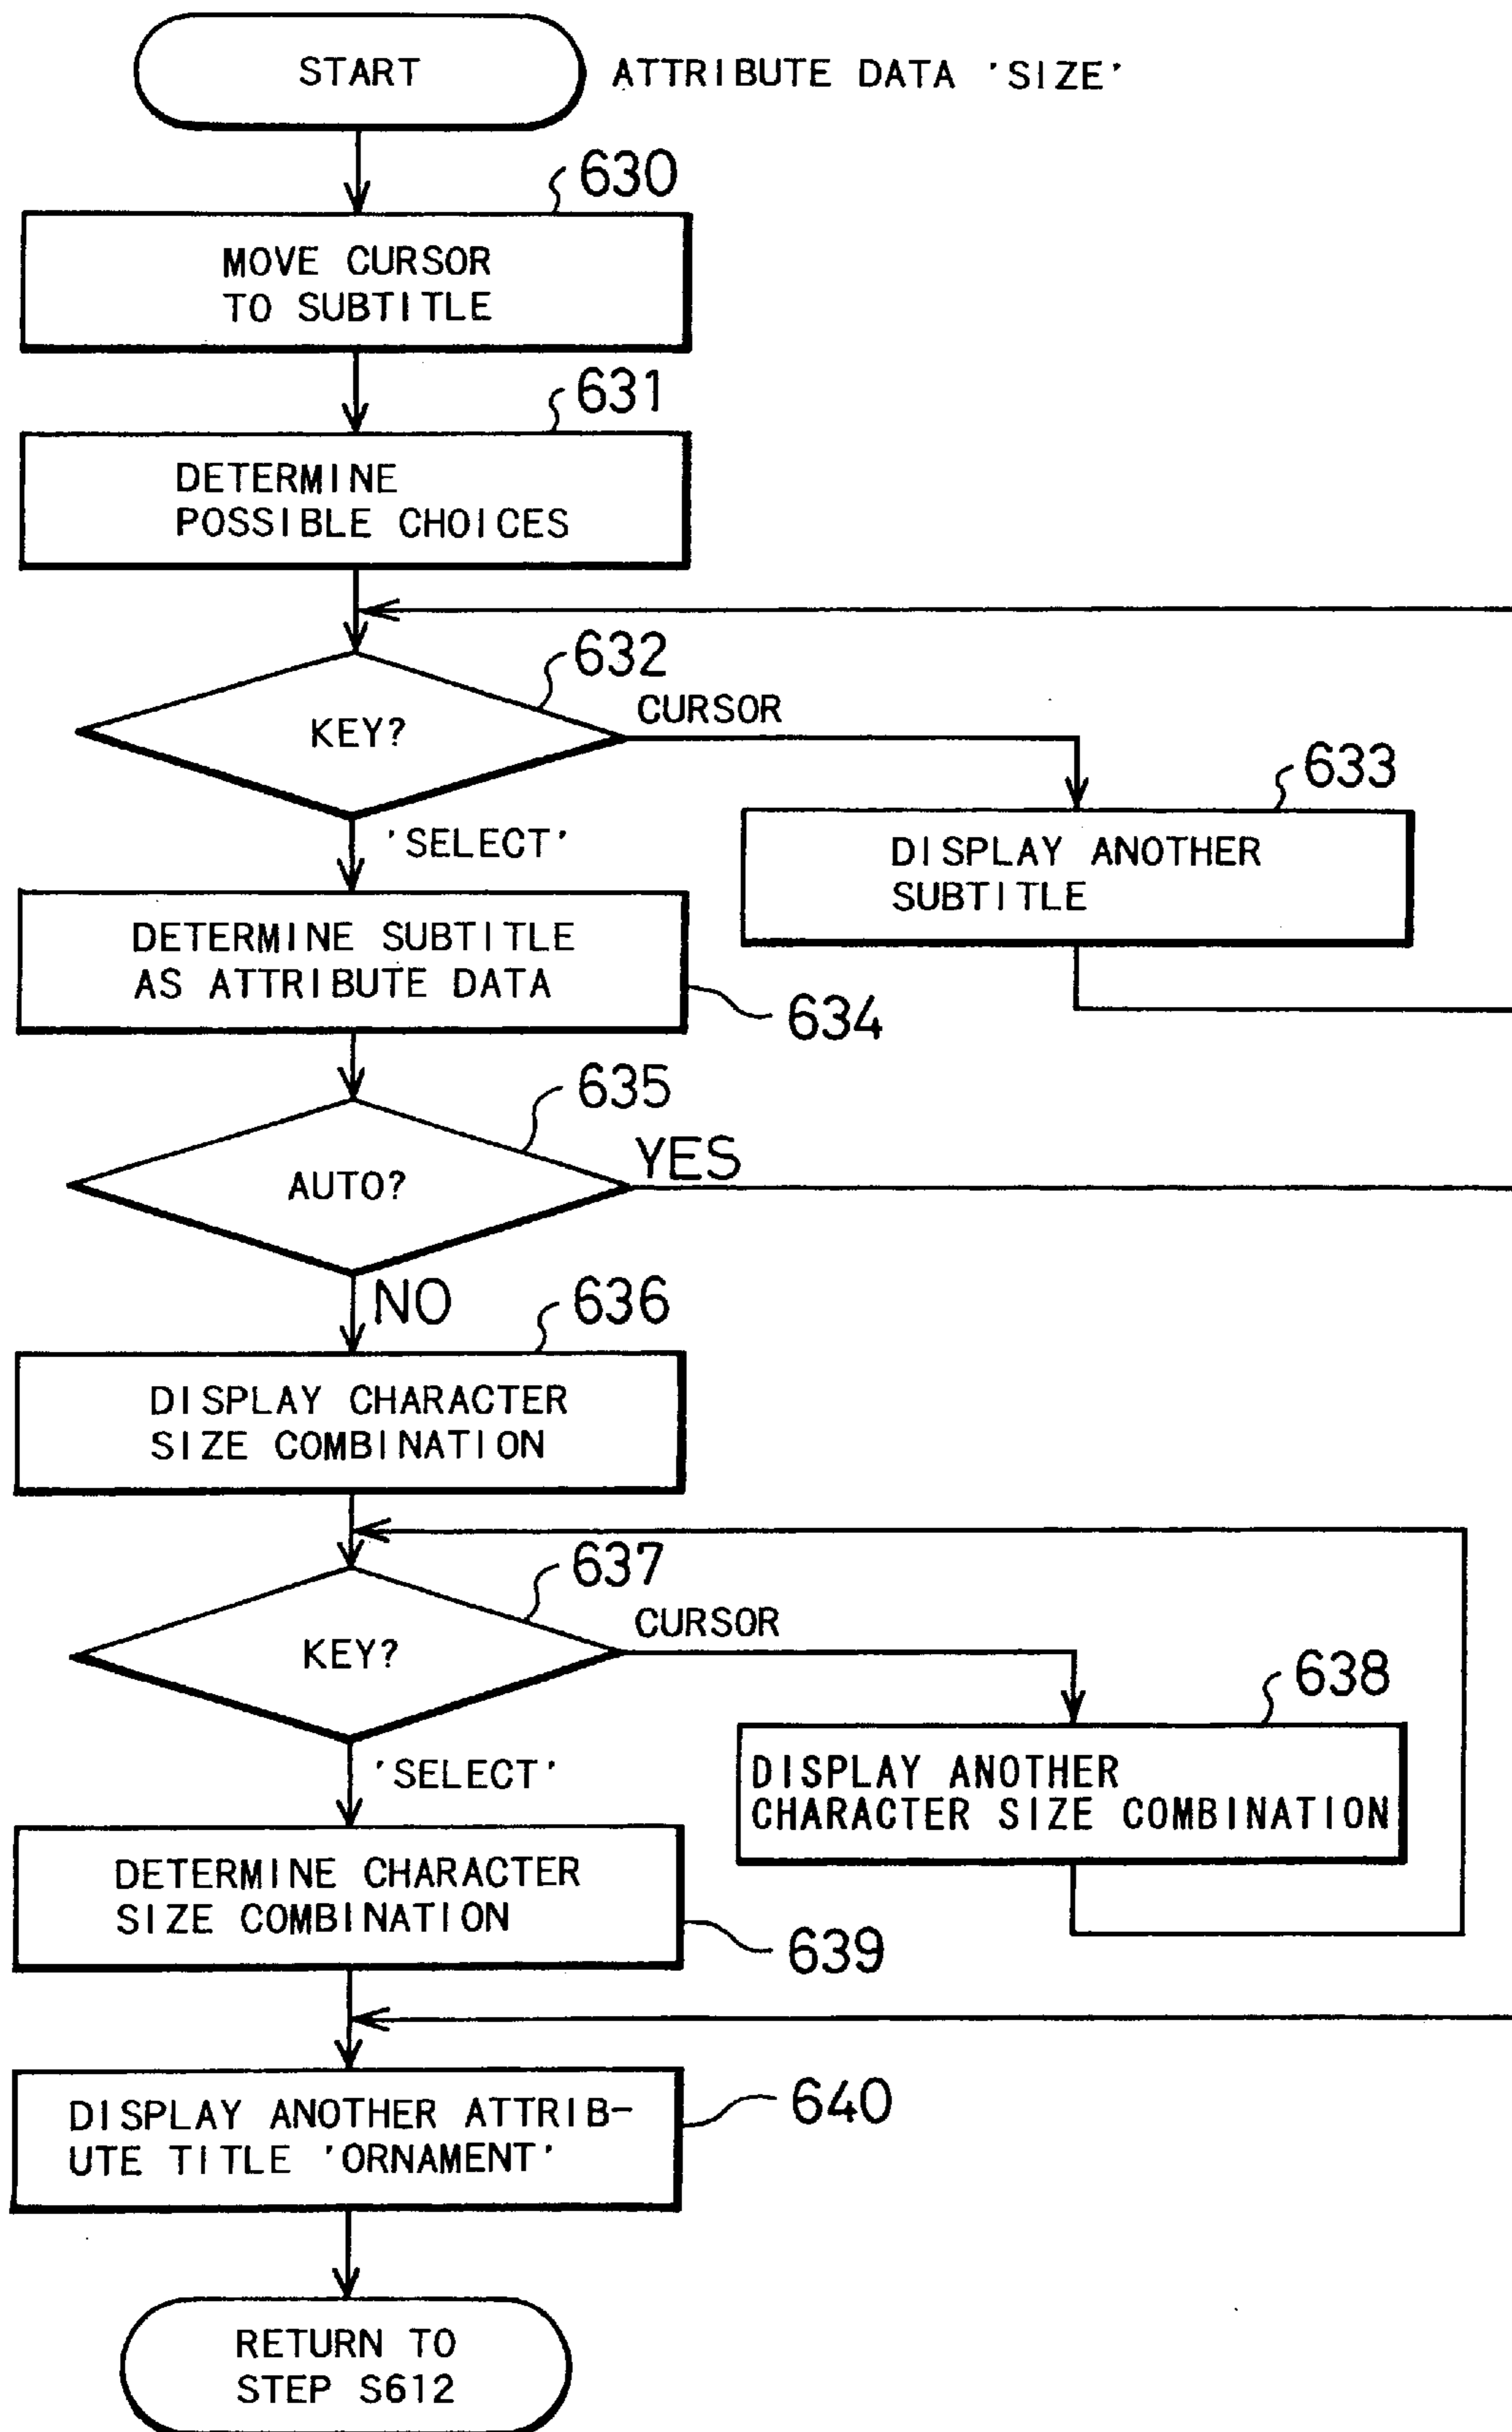 START
ATTRIBUTE DATA 'SIZE'
630
MOVE CURSOR
TO SUBTITLE
631
DETERMINE
POSSIBLE CHOICES
632
KEY?
CURSOR
633
DISPLAY ANOTHER
SUBTITLE
'SELECT'
DETERMINE SUBTITLE
AS ATTRIBUTE DATA
634
635
AUTO?
YES
NO
636
DISPLAY CHARACTER
SIZE COMBINATION
637
KEY?
CURSOR
638
DISPLAY ANOTHER
CHARACTER SIZE COMBINATION
'SELECT'
DETERMINE CHARACTER
SIZE COMBINATION
639
DISPLAY ANOTHER ATTRIB-
UTE TITLE 'ORNAMENT'
640
RETURN TO
STEP S612